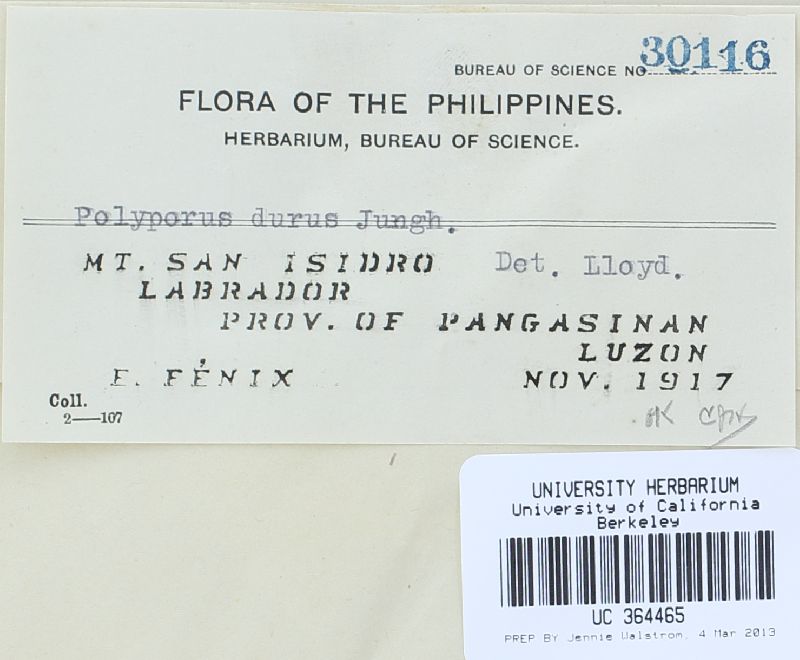 BUREAU OF SCIENCE NO. 30116
FLORA OF THE PHILIPPINES.
HERBARIUM, BUREAU OF SCIENCE.
Polyporus durus Jungh.
MT. SAN ISIDRO Det. Lloyd.
LABRADOR
PROV. OF PANGASINAN
LUZON
E. FÉNIX NOV. 1917
Coll.
2—107
UNIVERSITY HERBARIUM
University of California
Berkeley
UC 364465
PREP BY Jennie Walstrom, 4 Mar 2013